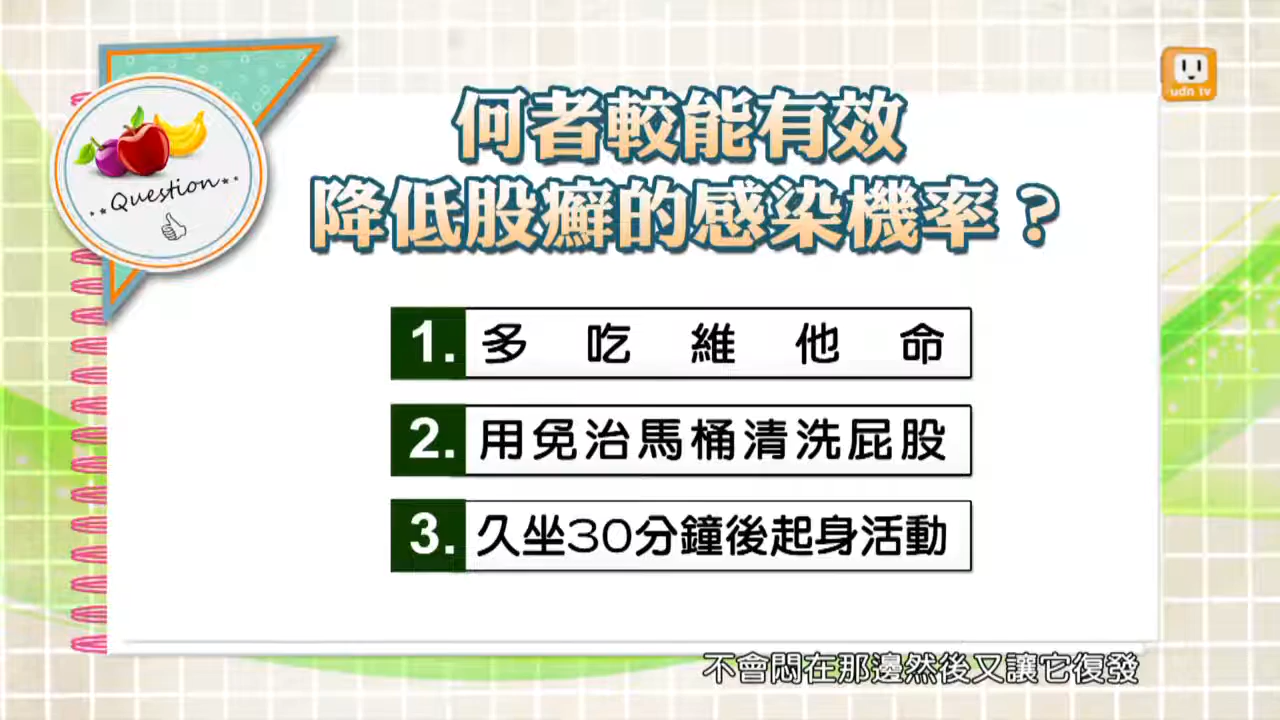 Question
udn tv
何者較能有效
降低股癬的感染機率？
1. 多吃維他命
2. 用免治馬桶清洗屁股
3. 久坐30分鐘後起身活動
不會悶在那邊然後又讓它復發